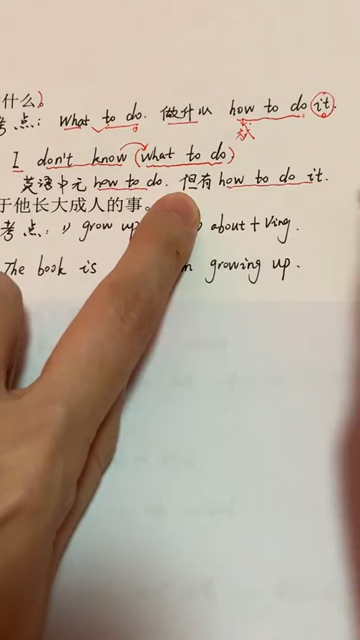 什么)
考点: what to do. 做什么 how to do it.
I don't know (what to do)
英语中无 how to do. 但有 how to do it.
于他长大成人的事。
考点: 1) grow up about + Ving.
The book is growing up.